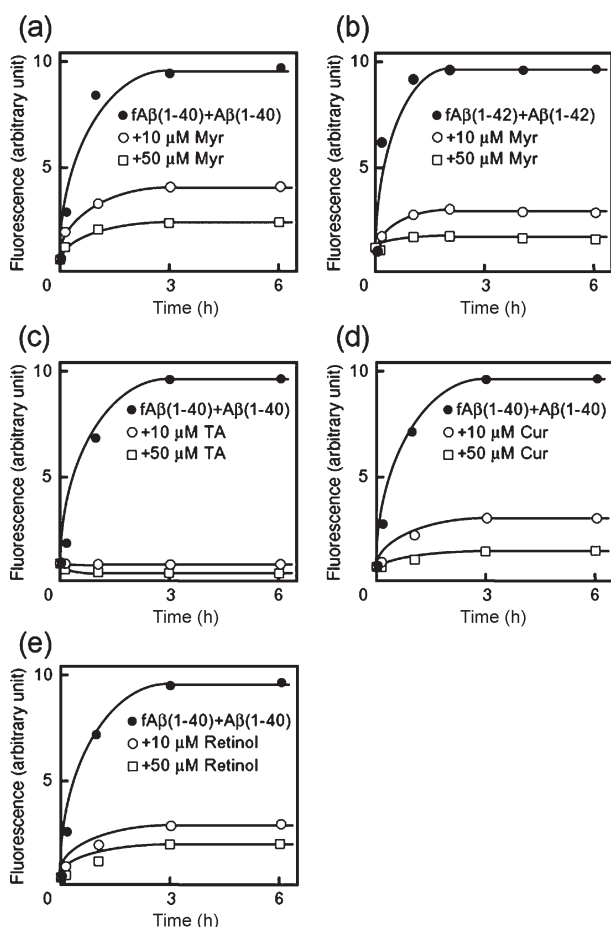 (a)
Fluorescence (arbitrary unit)
10
5
0
3
6
Time (h)
● fAβ(1-40)+Aβ(1-40)
○ +10 μM Myr
□ +50 μM Myr
(b)
Fluorescence (arbitrary unit)
10
5
0
3
6
Time (h)
● fAβ(1-42)+Aβ(1-42)
○ +10 μM Myr
□ +50 μM Myr
(c)
Fluorescence (arbitrary unit)
10
5
0
3
6
Time (h)
● fAβ(1-40)+Aβ(1-40)
○ +10 μM TA
□ +50 μM TA
(d)
Fluorescence (arbitrary unit)
10
5
0
3
6
Time (h)
● fAβ(1-40)+Aβ(1-40)
○ +10 μM Cur
□ +50 μM Cur
(e)
Fluorescence (arbitrary unit)
10
5
0
3
6
Time (h)
● fAβ(1-40)+Aβ(1-40)
○ +10 μM Retinol
□ +50 μM Retinol